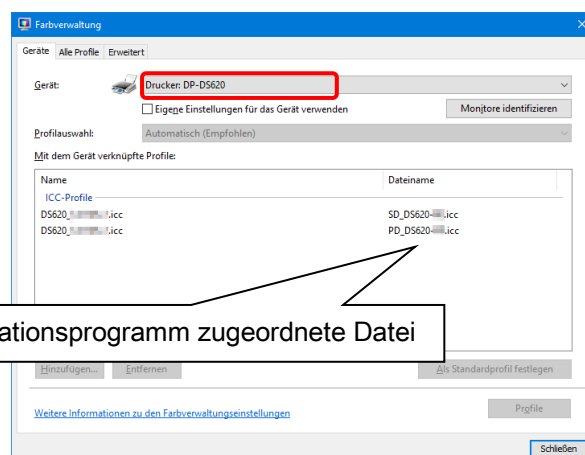 Farbverwaltung
Geräte Alle Profile Erweitert
Gerät: Drucker: DP-DS620
Eigene Einstellungen für das Gerät verwenden Monitore identifizieren
Profilauswahl: Automatisch (Empfohlen)
Mit dem Gerät verknüpfte Profile:
Name Dateiname
ICC-Profile
DS620_ .icc SD_DS620- .icc
DS620_ .icc PD_DS620- .icc
zugeordnete Datei
Hinzufügen... Entfernen Als Standardprofil festlegen
Weitere Informationen zu den Farbverwaltungseinstellungen Profile
Schließen